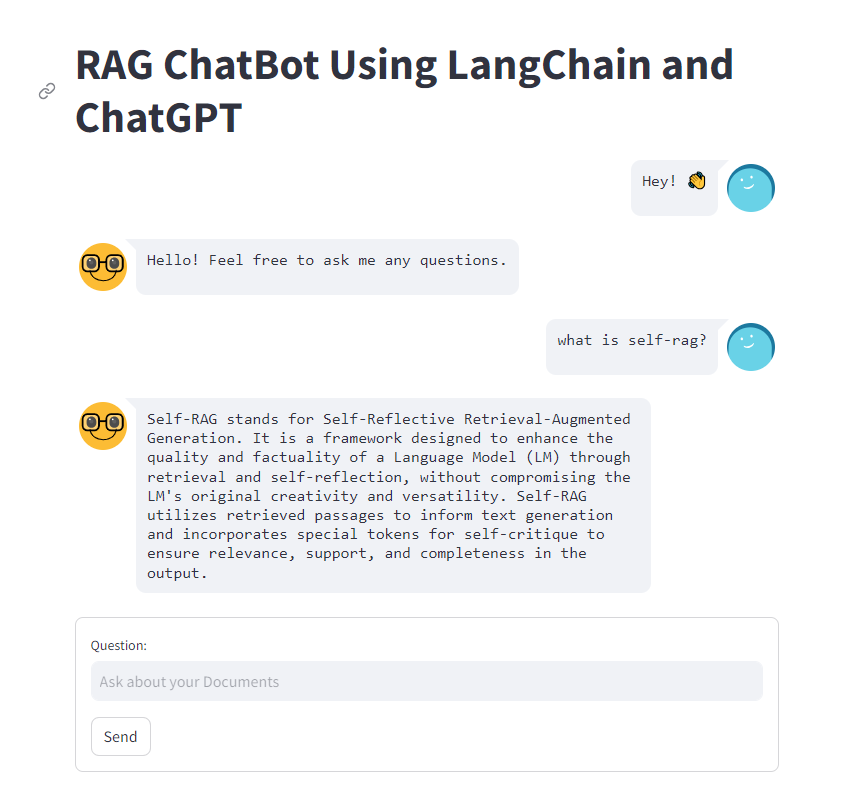 RAG ChatBot Using LangChain and
ChatGPT
Hey! 👋
Hello! Feel free to ask me any questions.
what is self-rag?
Self-RAG stands for Self-Reflective Retrieval-Augmented
Generation. It is a framework designed to enhance the
quality and factuality of a Language Model (LM) through
retrieval and self-reflection, without compromising the
LM's original creativity and versatility. Self-RAG
utilizes retrieved passages to inform text generation
and incorporates special tokens for self-critique to
ensure relevance, support, and completeness in the
output.
Question:
Ask about your Documents
Send